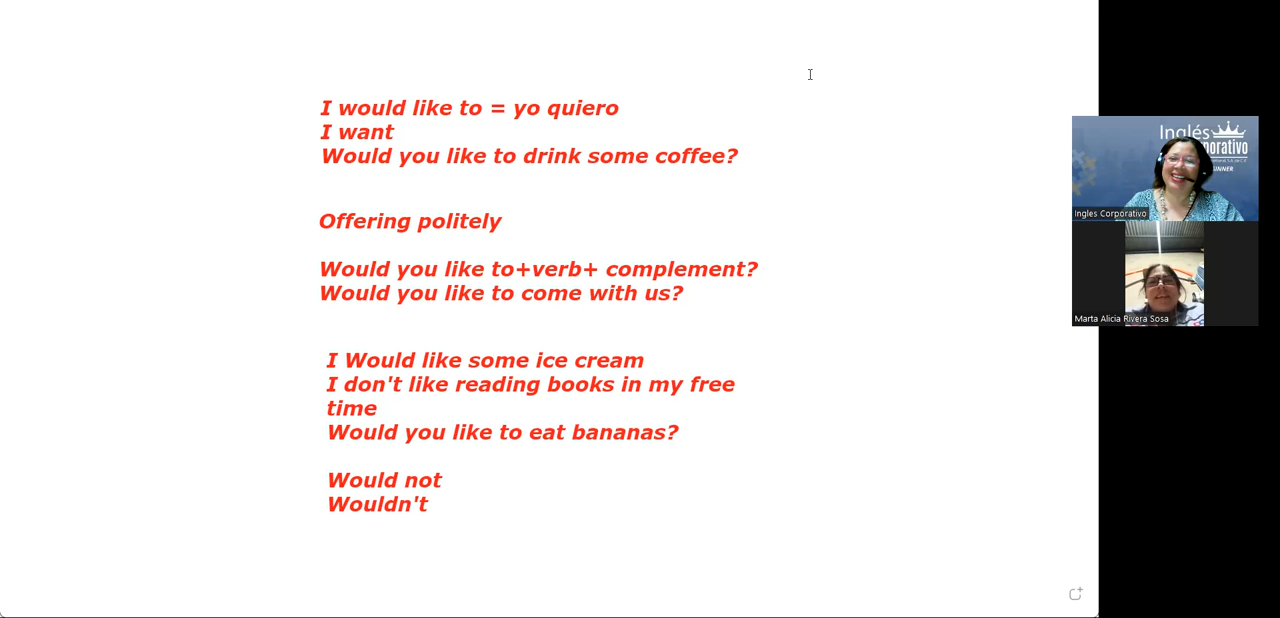 I would like to = yo quiero
I want
Would you like to drink some coffee?
Offering politely
Would you like to+verb+ complement?
Would you like to come with us?
I Would like some ice cream
I don't like reading books in my free
time
Would you like to eat bananas?
Would not
Wouldn't
Inglés
Ingles Corporativo
Marta Alicia Rivera Sosa